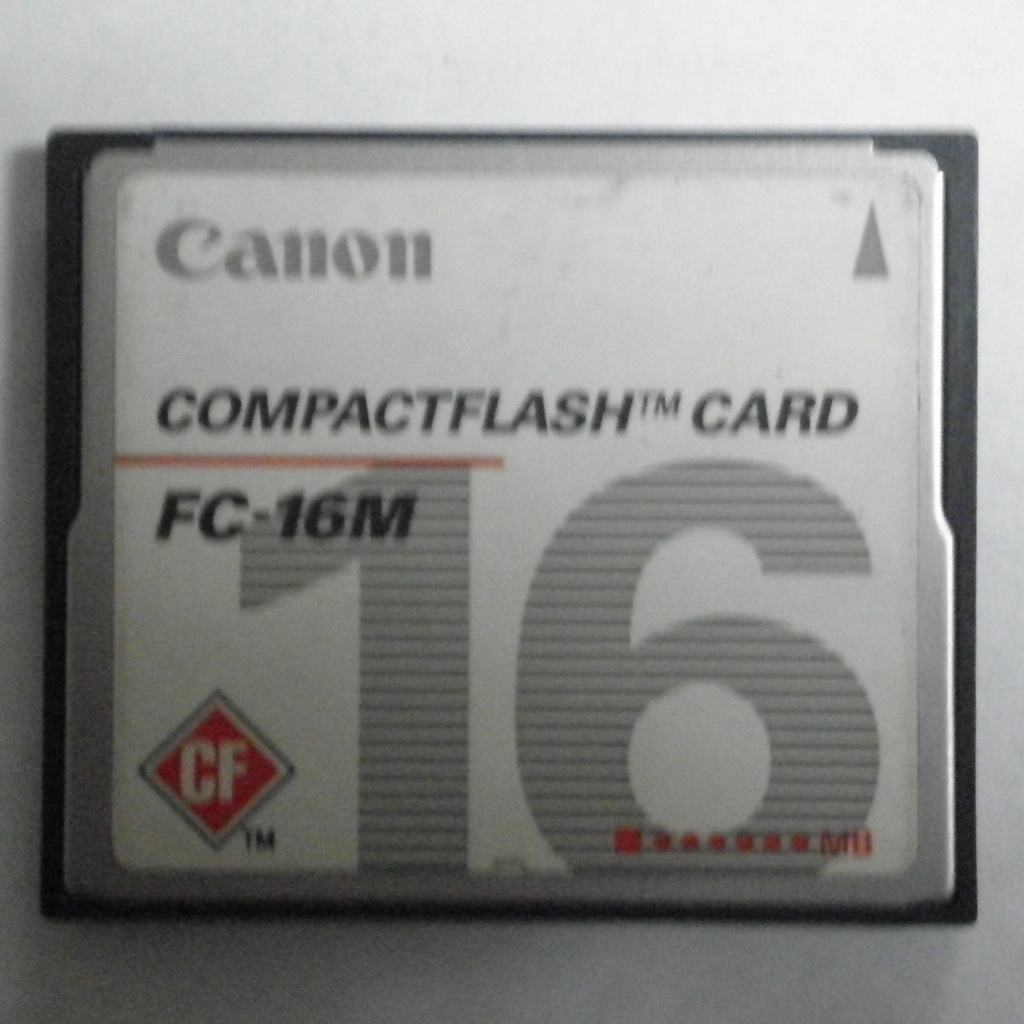 Canon
COMPACTFLASH™ CARD
FC-16M
16
CF
TM
MB